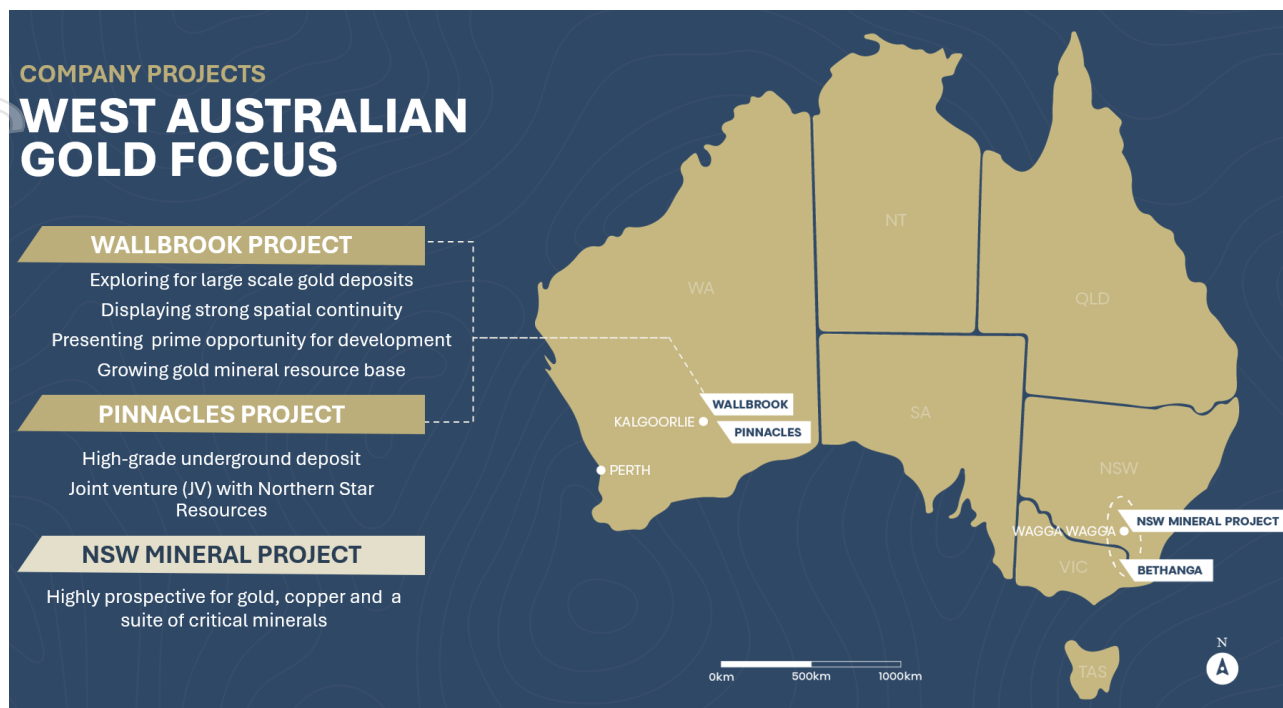 COMPANY PROJECTS
WEST AUSTRALIAN
GOLD FOCUS
WALLBROOK PROJECT
Exploring for large scale gold deposits
Displaying strong spatial continuity
Presenting prime opportunity for development
Growing gold mineral resource base
PINNACLES PROJECT
High-grade underground deposit
Joint venture (JV) with Northern Star
Resources
NSW MINERAL PROJECT
Highly prospective for gold, copper and a
suite of critical minerals
NT
WA
QLD
WALLBROOK
SA
KALGOORLIE
PINNACLES
PERTH
NSW
NSW MINERAL PROJECT
WAGGA WAGGA
VIC
BETHANGA
TAS
N
0km 500km 1000km